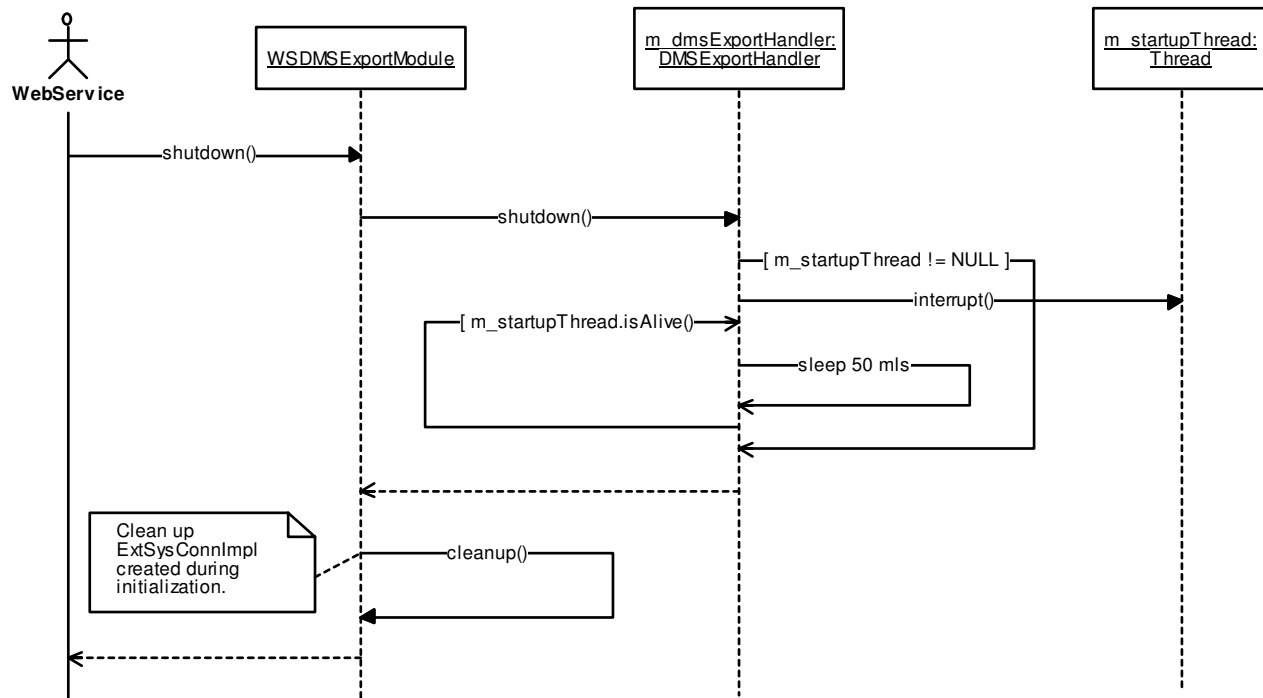 WebService
WSDMSExportModule
m_dmsExportHandler:
DMSExportHandler
m_startupThread:
Thread
shutdown()
shutdown()
[ m_startupThread != NULL ]
interrupt()
[ m_startupThread.isAlive()
sleep 50 mls
Clean up
ExtSysConnImpl
created during
initialization.
cleanup()